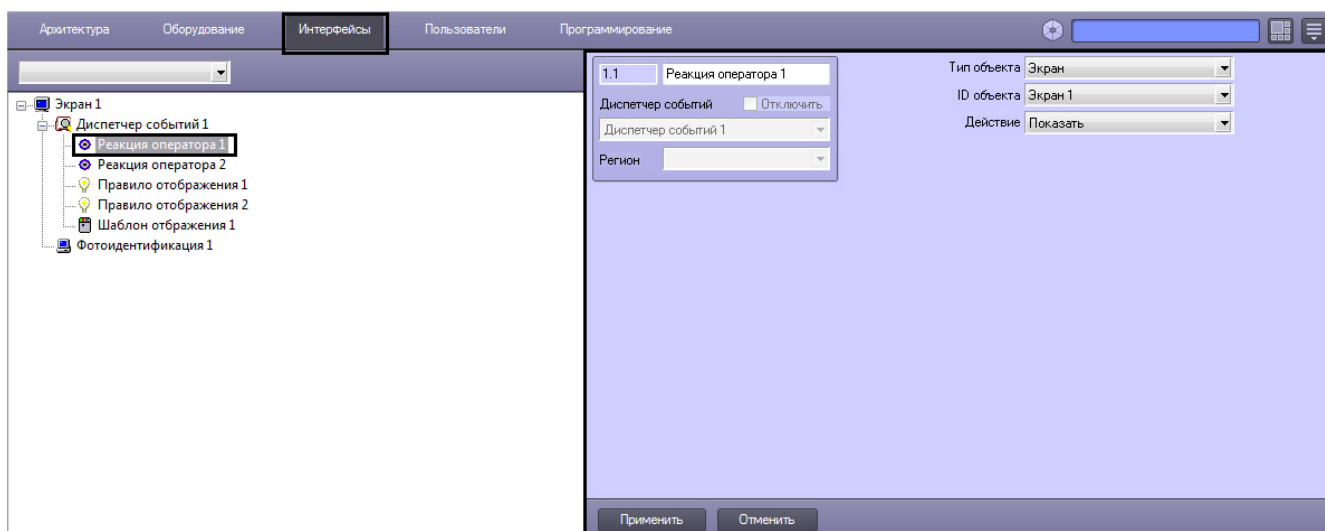 Архитектура Оборудование Интерфейсы Пользователи Программирование
Экран 1
Диспетчер событий 1
Реакция оператора 1
Реакция оператора 2
Правило отображения 1
Правило отображения 2
Шаблон отбражения 1
Фотоидентификация 1
1.1 Реакция оператора 1
Диспетчер событий Отключить
Диспетчер событий 1
Регион
Тип объекта Экран
ID объекта Экран 1
Действие Показать
Применить Отменить